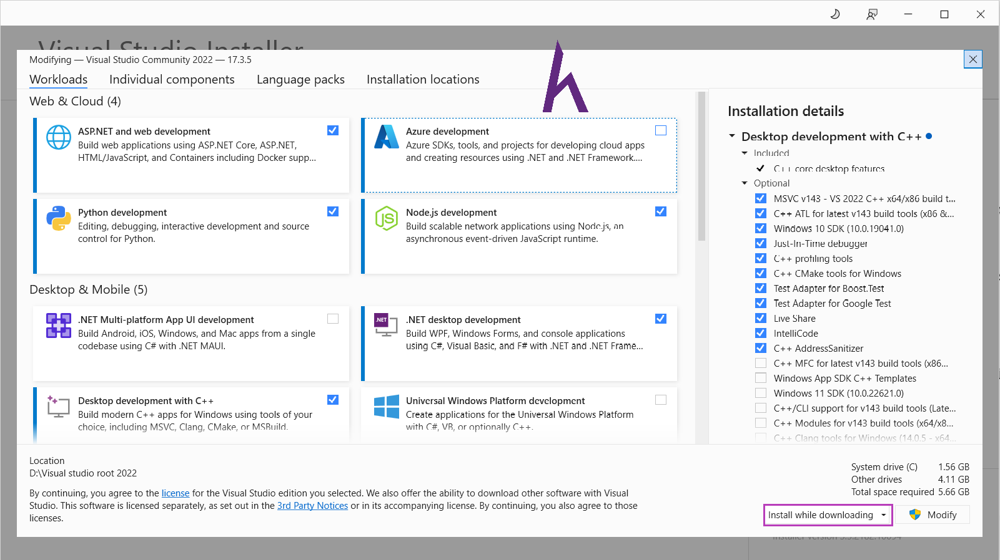 Visual Studio Installer
Modifying — Visual Studio Community 2022 — 17.3.5
Workloads
Individual components
Language packs
Installation locations
Web & Cloud (4)
ASP.NET and web development
Build web applications using ASP.NET Core, ASP.NET,
HTML/JavaScript, and Containers including Docker supp...
Azure development
Azure SDKs, tools, and projects for developing cloud apps
and creating resources using .NET and .NET Framework....
Python development
Editing, debugging, interactive development and source
control for Python.
JS
Node.js development
Build scalable network applications using Node.js, an
asynchronous event-driven JavaScript runtime.
Desktop & Mobile (5)
.NET Multi-platform App UI development
Build Android, iOS, Windows, and Mac apps from a single
codebase using C# with .NET MAUI.
.NET
.NET desktop development
Build WPF, Windows Forms, and console applications
using C#, Visual Basic, and F# with .NET and .NET Frame...
Desktop development with C++
Build modern C++ apps for Windows using tools of your
choice, including MSVC, Clang, CMake, or MSBuild.
Universal Windows Platform development
Create applications for the Universal Windows Platform
with C#, VB, or optionally C++.
Installation details
Desktop development with C++
Included
C++ core desktop features
Optional
MSVC v143 - VS 2022 C++ x64/x86 build t...
C++ ATL for latest v143 build tools (x86 &...
Windows 10 SDK (10.0.19041.0)
Just-In-Time debugger
C++ profiling tools
C++ CMake tools for Windows
Test Adapter for Boost.Test
Test Adapter for Google Test
Live Share
IntelliCode
C++ AddressSanitizer
C++ MFC for latest v143 build tools (x86...
Windows App SDK C++ Templates
Windows 11 SDK (10.0.22621.0)
C++/CLI support for v143 build tools (Late...
C++ Modules for v143 build tools (x64/x8...
C++ Clang tools for Windows (14.0.5 - x64...
Location
D:\Visual studio root 2022
By continuing, you agree to the license for the Visual Studio edition you selected. We also offer the ability to download other software with Visual
Studio. This software is licensed separately, as set out in the 3rd Party Notices or in its accompanying license. By continuing, you also agree to those
licenses.
System drive (C) 1.56 GB
Other drives 4.11 GB
Total space required 5.66 GB
Install while downloading
Modify